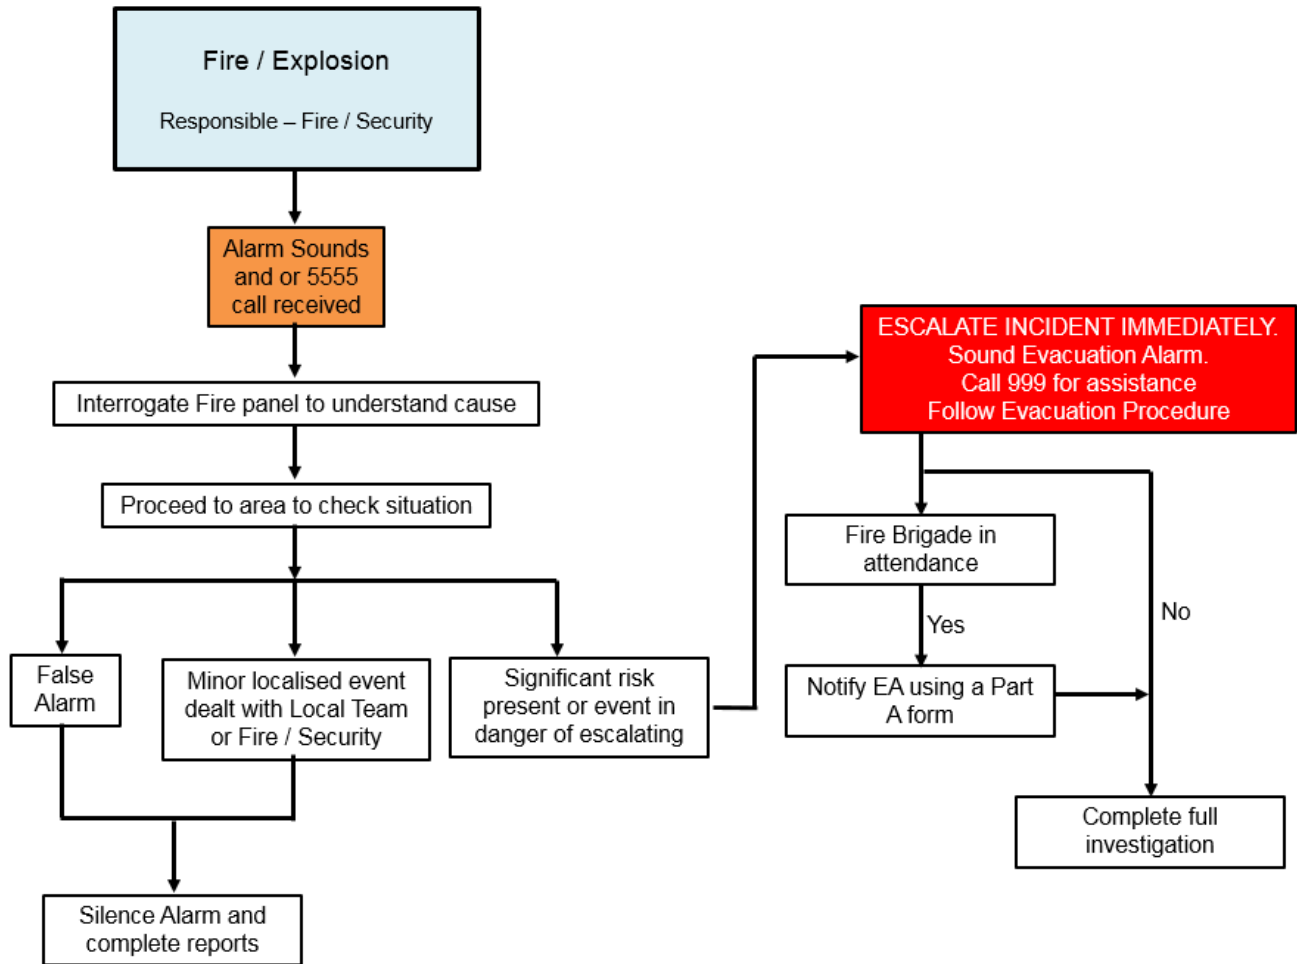 Fire / Explosion
Responsible – Fire / Security
Alarm Sounds
and or 5555
call received
Interrogate Fire panel to understand cause
Proceed to area to check situation
False
Alarm
Minor localised event
dealt with Local Team
or Fire / Security
Significant risk
present or event in
danger of escalating
Silence Alarm and
complete reports
ESCALATE INCIDENT IMMEDIATELY.
Sound Evacuation Alarm.
Call 999 for assistance
Follow Evacuation Procedure
Fire Brigade in
attendance
Yes
No
Notify EA using a Part
A form
Complete full
investigation